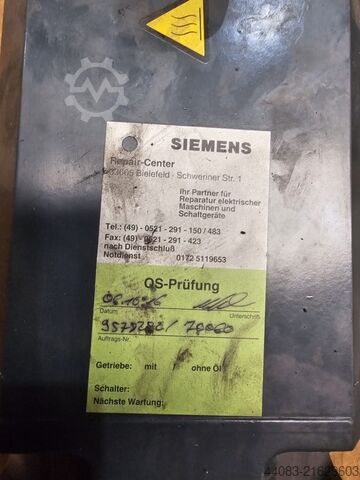 SIEMENS
Repair-Center
33605 Bielefeld - Schweriner Str. 1
Ihr Partner für
Reparatur elektrischer
Maschinen und
Schaltgeräte
Tel.: (49) - 0521 - 291 - 150/483
Fax: (49) - 0521 - 291 - 423
nach Dienstschluß
Notdienst 0172 5119653
QS-Prüfung
Datum Unterschrift
Auftrags-Nr.
Getriebe: mit / ohne Öl
Schalter:
Nächste Wartung:
44083-21623603